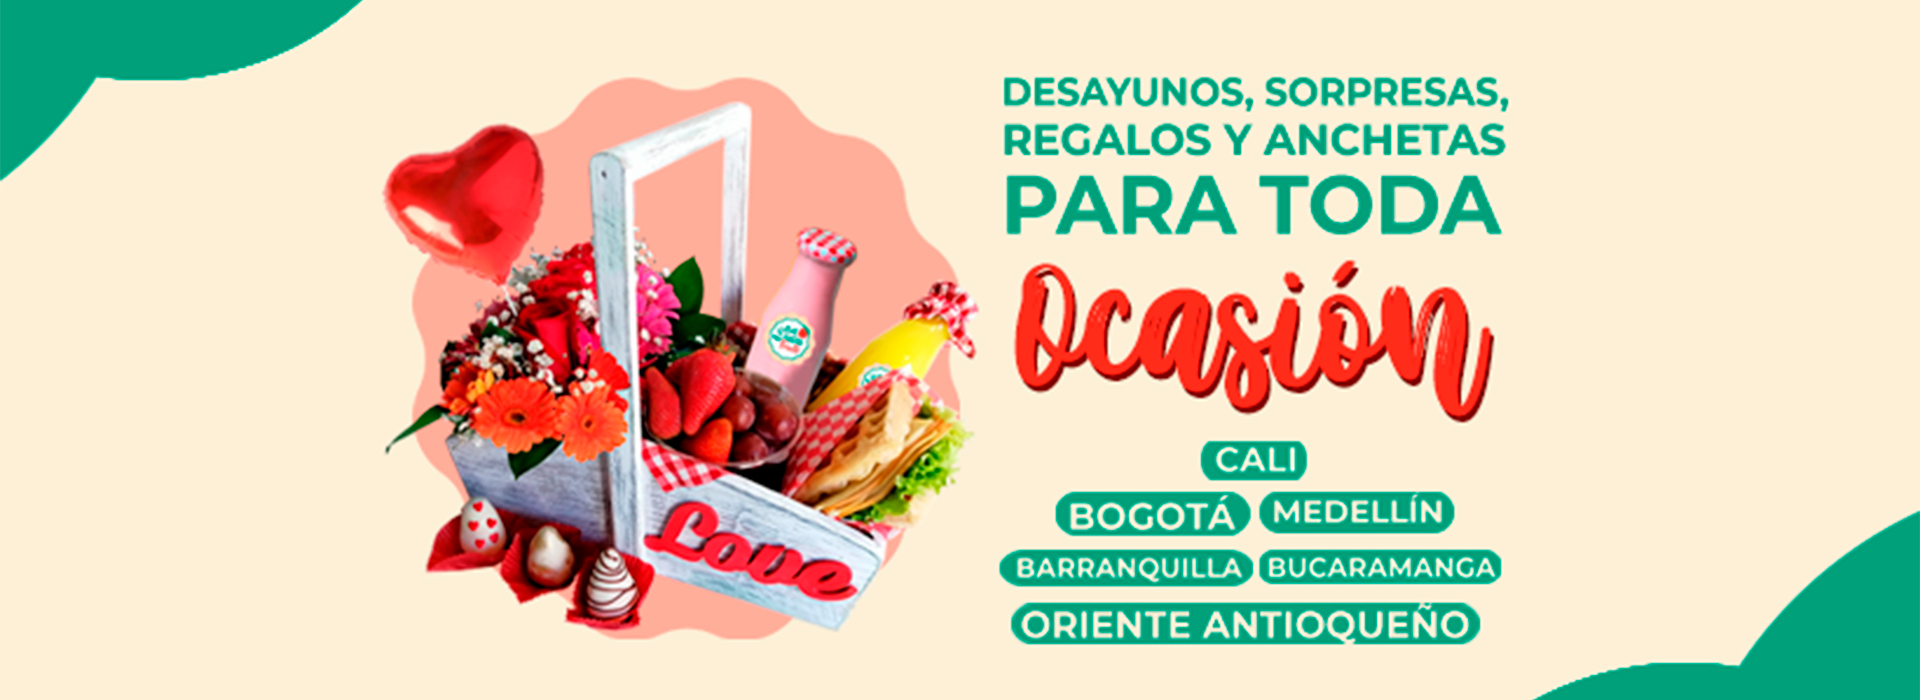 DESAYUNOS, SORPRESAS,
REGALOS Y ANCHETAS
PARA TODA
Ocasión
CALI
BOGOTÁ MEDELLÍN
BARRANQUILLA BUCARAMANGA
ORIENTE ANTIOQUEÑO
Love